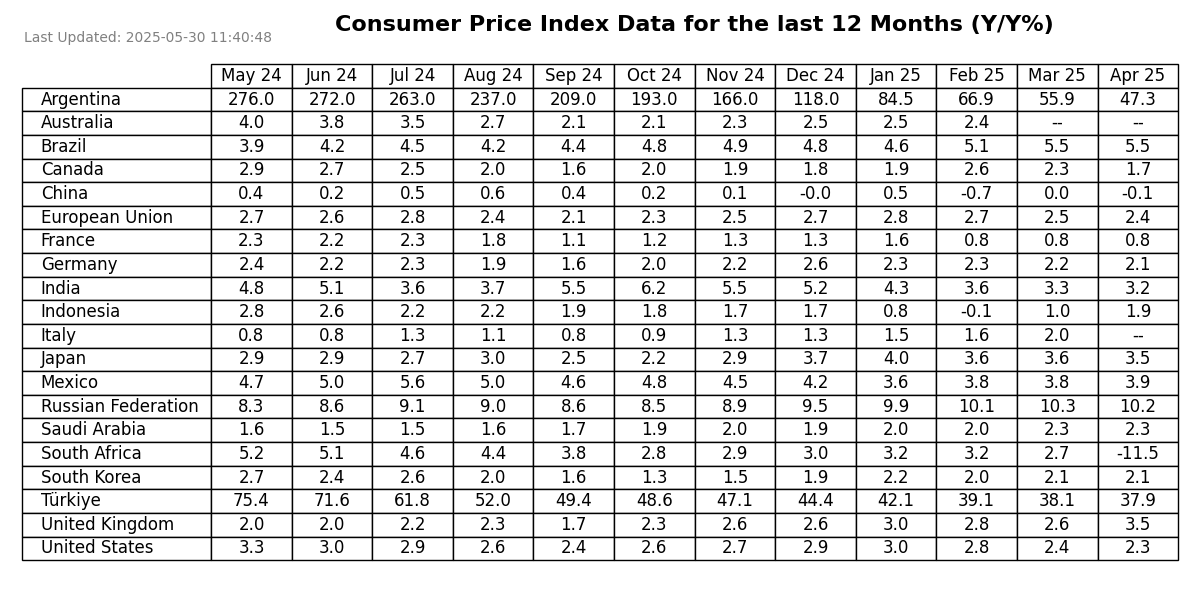 Consumer Price Index Data for the last 12 Months (Y/Y%)
Last Updated: 2025-05-30 11:40:48
May 24 Jun 24 Jul 24 Aug 24 Sep 24 Oct 24 Nov 24 Dec 24 Jan 25 Feb 25 Mar 25 Apr 25
Argentina 276.0 272.0 263.0 237.0 209.0 193.0 166.0 118.0 84.5 66.9 55.9 47.3
Australia 4.0 3.8 3.5 2.7 2.1 2.1 2.3 2.5 2.5 2.4 -- --
Brazil 3.9 4.2 4.5 4.2 4.4 4.8 4.9 4.8 4.6 5.1 5.5 5.5
Canada 2.9 2.7 2.5 2.0 1.6 2.0 1.9 1.8 1.9 2.6 2.3 1.7
China 0.4 0.2 0.5 0.6 0.4 0.2 0.1 -0.0 0.5 -0.7 0.0 -0.1
European Union 2.7 2.6 2.8 2.4 2.1 2.3 2.5 2.7 2.8 2.7 2.5 2.4
France 2.3 2.2 2.3 1.8 1.1 1.2 1.3 1.3 1.6 0.8 0.8 0.8
Germany 2.4 2.2 2.3 1.9 1.6 2.0 2.2 2.6 2.3 2.3 2.2 2.1
India 4.8 5.1 3.6 3.7 5.5 6.2 5.5 5.2 4.3 3.6 3.3 3.2
Indonesia 2.8 2.6 2.2 2.2 1.9 1.8 1.7 1.7 0.8 -0.1 1.0 1.9
Italy 0.8 0.8 1.3 1.1 0.8 0.9 1.3 1.3 1.5 1.6 2.0 --
Japan 2.9 2.9 2.7 3.0 2.5 2.2 2.9 3.7 4.0 3.6 3.6 3.5
Mexico 4.7 5.0 5.6 5.0 4.6 4.8 4.5 4.2 3.6 3.8 3.8 3.9
Russian Federation 8.3 8.6 9.1 9.0 8.6 8.5 8.9 9.5 9.9 10.1 10.3 10.2
Saudi Arabia 1.6 1.5 1.5 1.6 1.7 1.9 2.0 1.9 2.0 2.0 2.3 2.3
South Africa 5.2 5.1 4.6 4.4 3.8 2.8 2.9 3.0 3.2 3.2 2.7 -11.5
South Korea 2.7 2.4 2.6 2.0 1.6 1.3 1.5 1.9 2.2 2.0 2.1 2.1
Türkiye 75.4 71.6 61.8 52.0 49.4 48.6 47.1 44.4 42.1 39.1 38.1 37.9
United Kingdom 2.0 2.0 2.2 2.3 1.7 2.3 2.6 2.6 3.0 2.8 2.6 3.5
United States 3.3 3.0 2.9 2.6 2.4 2.6 2.7 2.9 3.0 2.8 2.4 2.3